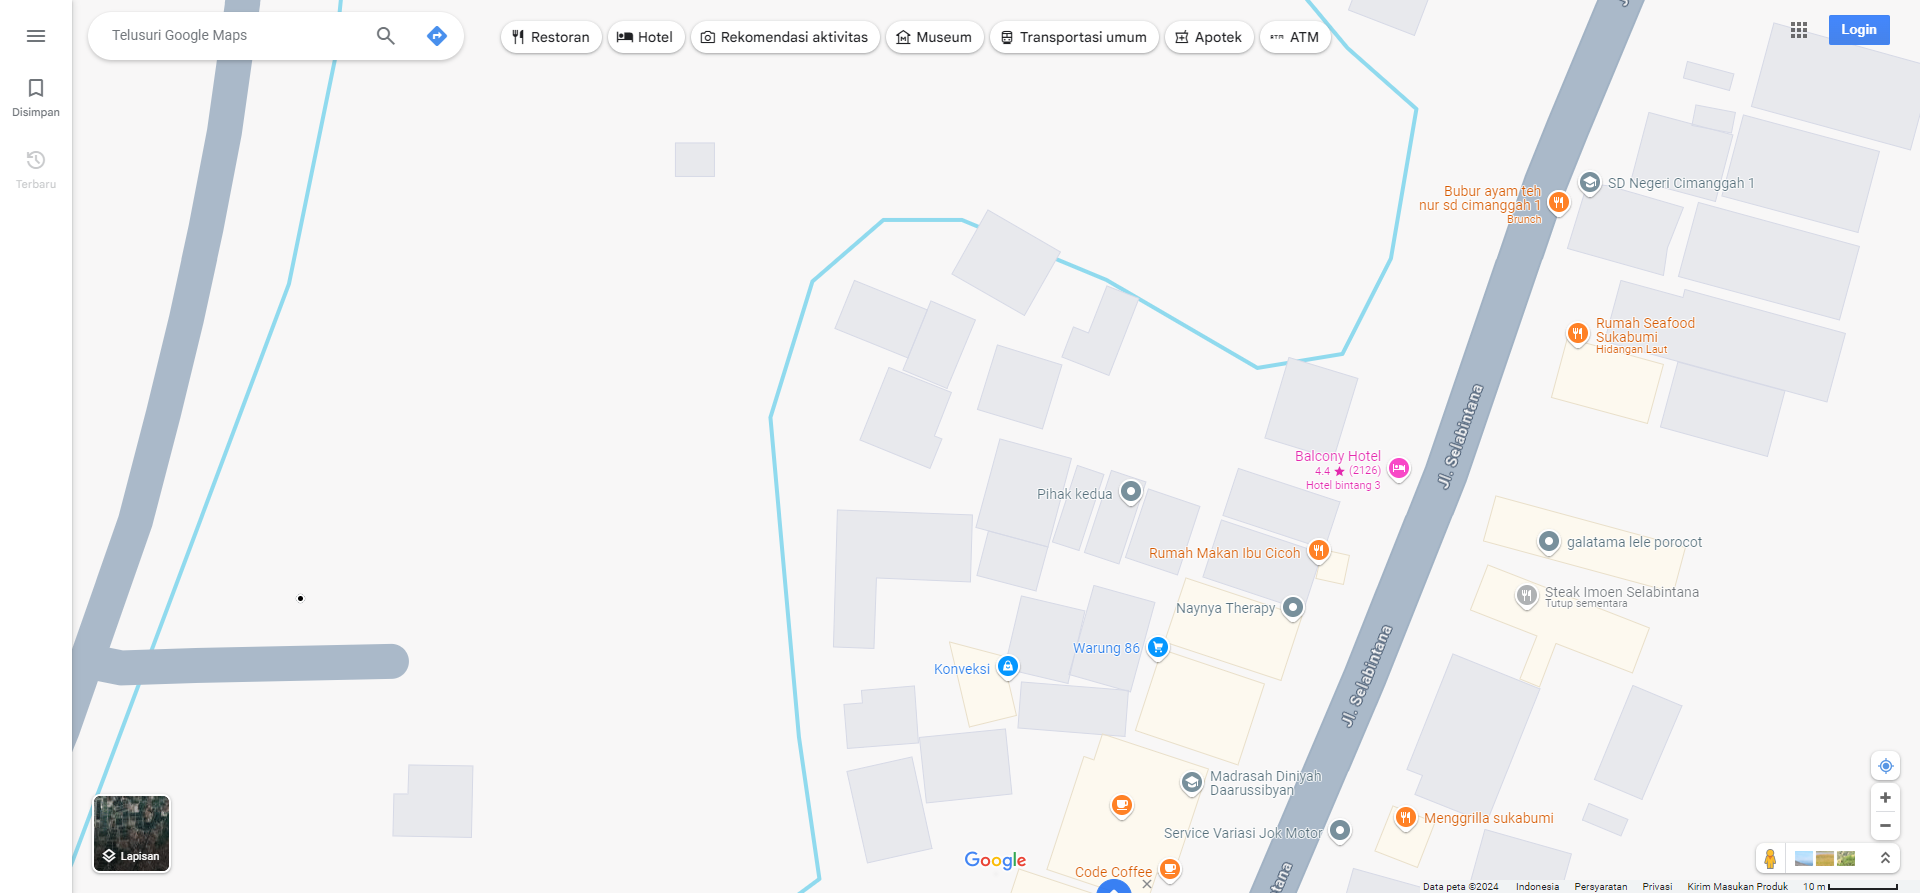 Telusuri Google Maps
Restoran
Hotel
Rekomendasi aktivitas
Museum
Transportasi umum
Apotek
ATM
Login
Disimpan
Terbaru
Bubur ayam teh
nur sd cimanggah 1
Brunch
SD Negeri Cimanggah 1
Rumah Seafood
Sukabumi
Hidangan Laut
Jl. Selabintana
Balcony Hotel
4.4 ★ (2126)
Hotel bintang 3
Pihak kedua
Rumah Makan Ibu Cicoh
galatama lele porocot
Steak Imoen Selabintana
Tutup sementara
Naynya Therapy
Warung 86
Konveksi
Jl. Selabintana
Madrasah Diniyah
Daarussibyan
Service Variasi Jok Motor
Menggrilla sukabumi
Code Coffee
Lapisan
Google
Data peta ©2024
Indonesia
Persyaratan
Privasi
Kirim Masukan Produk
10 m